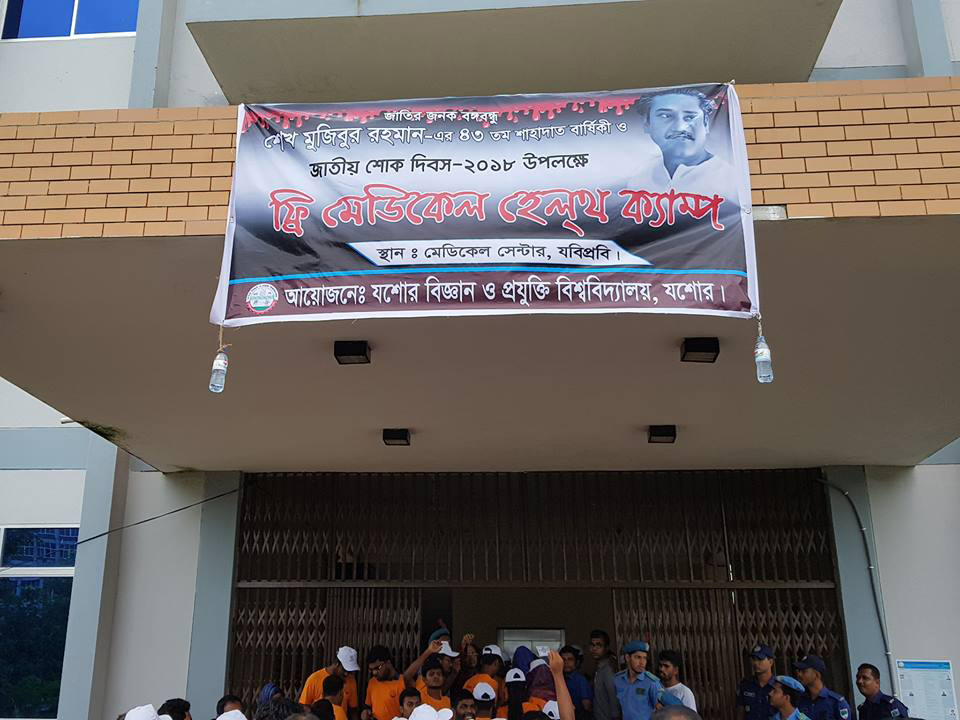 জাতির জনক বঙ্গবন্ধু
শেখ মুজিবুর রহমান-এর ৪৩ তম শাহাদাত বার্ষিকী ও
জাতীয় শোক দিবস-২০১৮ উপলক্ষে
ফ্রি মেডিকেল হেল্থ ক্যাম্প
স্থান ঃ মেডিকেল সেন্টার, যবিপ্রবি।
আয়োজনেঃ যশোর বিজ্ঞান ও প্রযুক্তি বিশ্ববিদ্যালয়, যশোর।